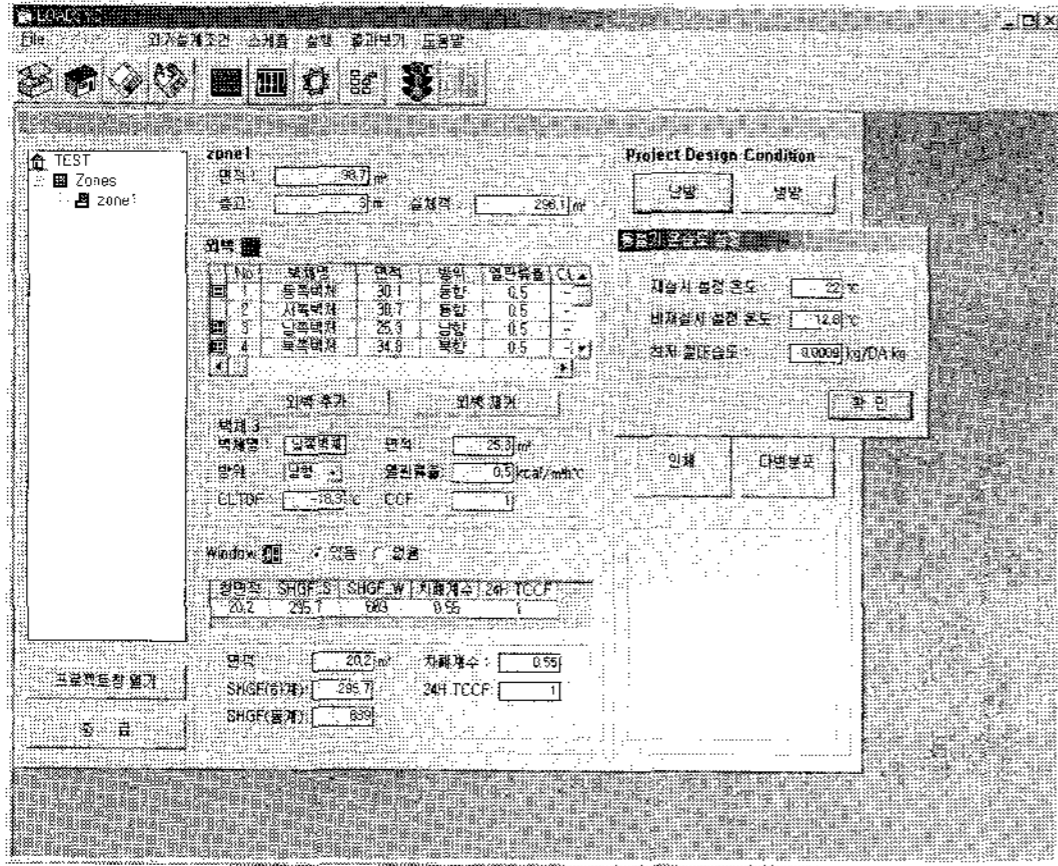 File 외기설계조건 스케쥴 실행 결과보기 도움말
TEST
Zones
zone1
zone1
면적 : 98.7 m²
층고: 3 m 실체적 : 296.1 m²
외벽
No 벽체명 면적 방위 열관류율
1 동쪽벽체 30.1 동향 0.5
2 서쪽벽체 30.7 동향 0.5
3 남쪽벽체 25.3 남향 0.5
4 북쪽벽체 34.8 북향 0.5
외벽 추가 외벽 제거
벽체 3
벽체명 : 남쪽벽체 면적 25.3 m²
방위 남향 열관류율 0.5 kcal/m²h℃
CLTDF -18.3 ℃ CCF 1
Window 있음 없음
창면적 SHGF_S SHGF_W 차폐계수 24H TCCF
20.2 295.7 0.55 1
면적 20.2 m² 차폐계수 : 0.55
SHGF(하계): 295.7 24H TCCF: 1
SHGF(동계):
프로젝트창 열기
중 급
Project Design Condition
난방 냉방
재실시 설정 온도 : 22 ℃
비재실시 설정 온도 : 12.8 ℃
절대습도 : 0.0009 kg/DA kg
확 인
인체